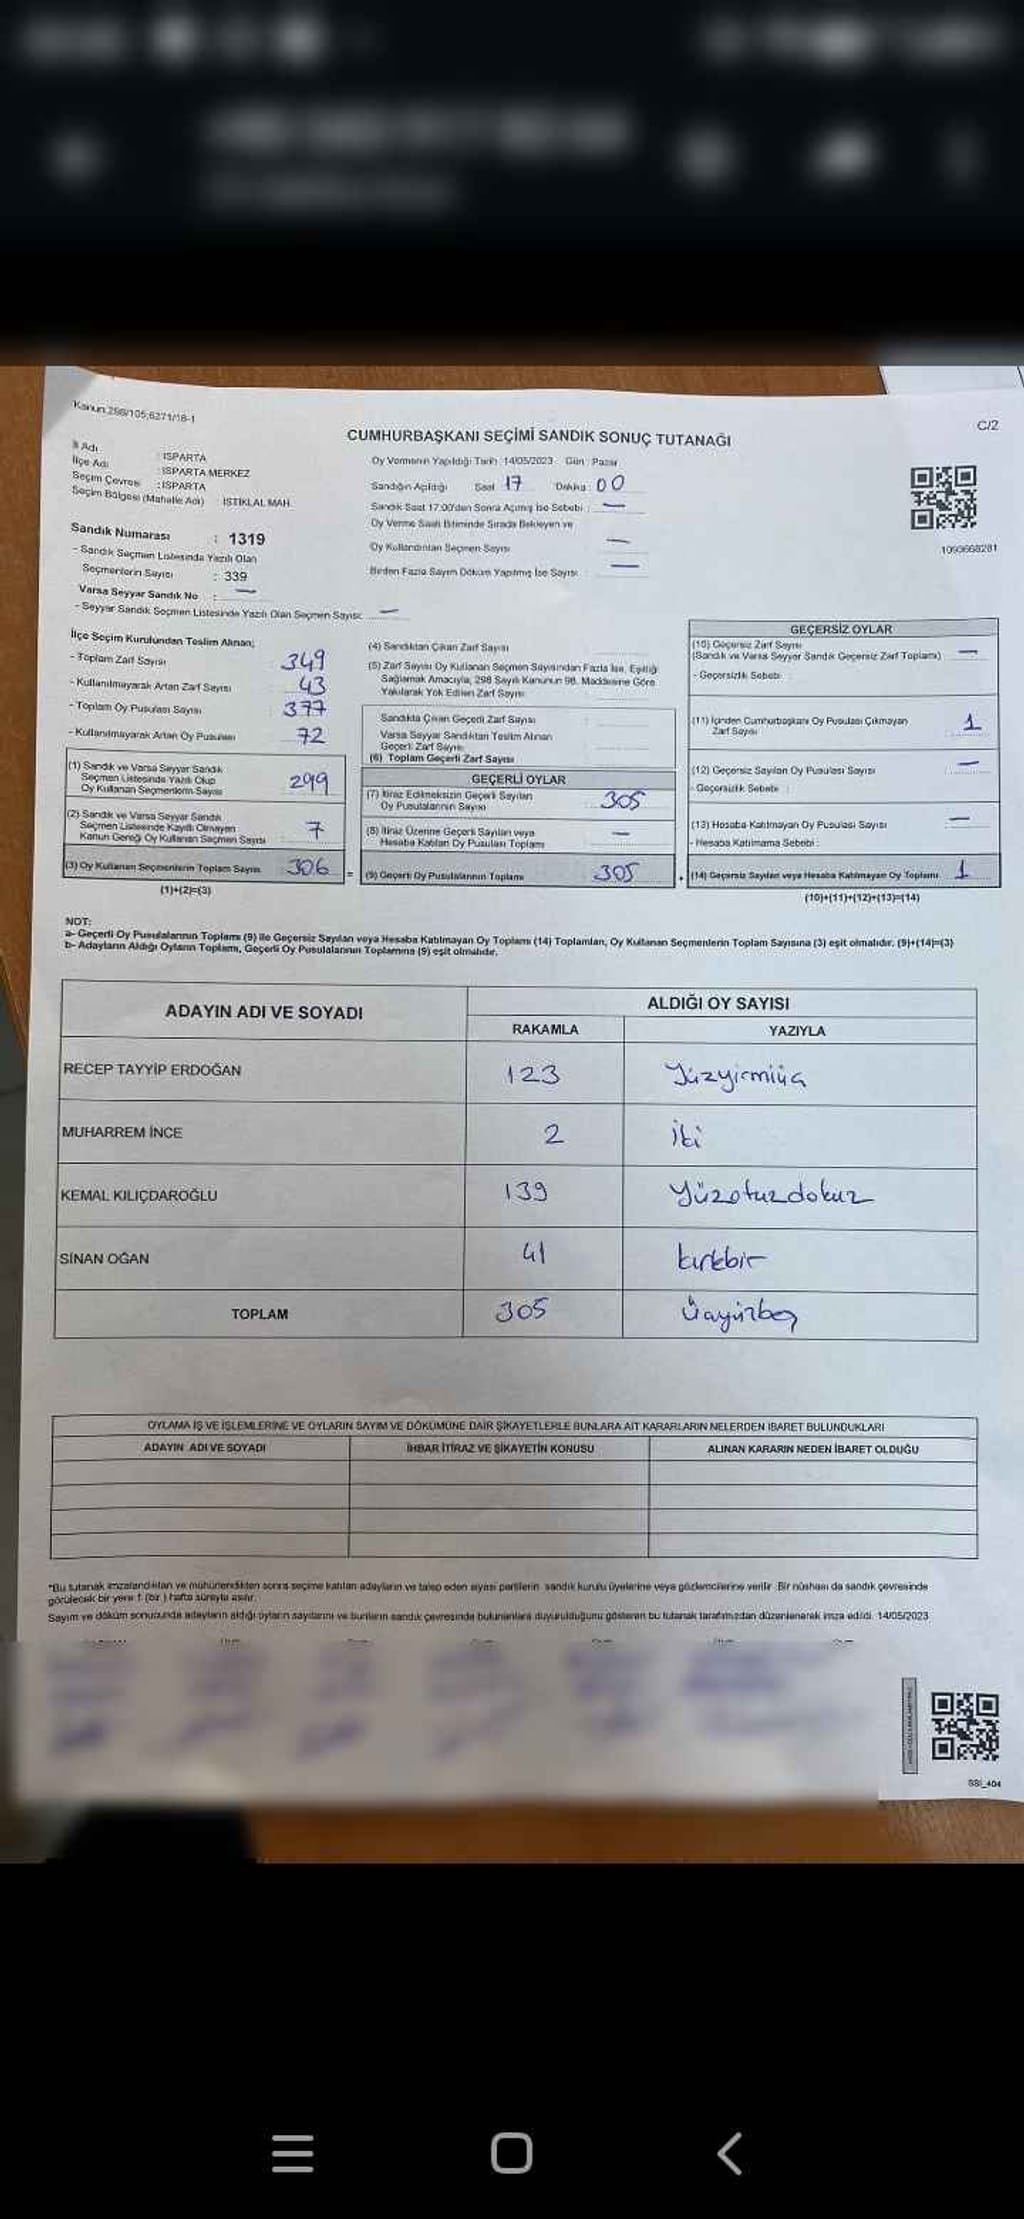 Kanun:298/105;6271/18-1
C/2
CUMHURBAŞKANI SEÇİMİ SANDIK SONUÇ TUTANAĞI
İl Adı : ISPARTA
İlçe Adı : ISPARTA MERKEZ
Seçim Çevresi : ISPARTA
Seçim Bölgesi (Mahalle Adı) : İSTİKLAL MAH.
Sandık Numarası : 1319
- Sandık Seçmen Listesinde Yazılı Olan
Seçmenlerin Sayısı : 339
Varsa Seyyar Sandık No : —
- Seyyar Sandık Seçmen Listesinde Yazılı Olan Seçmen Sayısı: —
Oy Vermenin Yapıldığı Tarih :14/05/2023 Gün : Pazar
Sandığın Açıldığı Saat 17 Dakika 00
Sandık Saat 17.00'den Sonra Açılmış İse Sebebi : —
Oy Verme Saati Bitiminde Sırada Bekleyen ve
Oy Kullandırılan Seçmen Sayısı —
Birden Fazla Sayım Döküm Yapılmış İse Sayısı : —
1093668281
İlçe Seçim Kurulundan Teslim Alınan;
- Toplam Zarf Sayısı 349
- Kullanılmayarak Artan Zarf Sayısı 43
- Toplam Oy Pusulası Sayısı 377
- Kullanılmayarak Artan Oy Pusulası 72
(1) Sandık ve Varsa Seyyar Sandık
Seçmen Listesinde Yazılı Olup
Oy Kullanan Seçmenlerin Sayısı 299
(2) Sandık ve Varsa Seyyar Sandık
Seçmen Listesinde Kayıtlı Olmayan
Kanun Gereği Oy Kullanan Seçmen Sayısı 7
(3) Oy Kullanan Seçmenlerin Toplam Sayısı 306
(1)+(2)=(3)
(4) Sandıktan Çıkan Zarf Sayısı
(5) Zarf Sayısı Oy Kullanan Seçmen Sayısından Fazla İse, Eşitliği
Sağlamak Amacıyla, 298 Sayılı Kanunun 98. Maddesine Göre
Yakılarak Yok Edilen Zarf Sayısı
Sandıkta Çıkan Geçerli Zarf Sayısı
Varsa Seyyar Sandıktan Teslim Alınan
Geçerli Zarf Sayısı
(6) Toplam Geçerli Zarf Sayısı
=
GEÇERLİ OYLAR
(7) İtiraz Edilmeksizin Geçerli Sayılan
Oy Pusulalarının Sayısı 305
(8) İtiraz Üzerine Geçerli Sayılan veya
Hesaba Katılan Oy Pusulası Toplamı —
(9) Geçerli Oy Pusulalarının Toplamı 305
+
GEÇERSİZ OYLAR
(10) Geçersiz Zarf Sayısı
(Sandık ve Varsa Seyyar Sandık Geçersiz Zarf Toplamı) —
- Geçersizlik Sebebi :
(11) İçinden Cumhurbaşkanı Oy Pusulası Çıkmayan
Zarf Sayısı 1
(12) Geçersiz Sayılan Oy Pusulası Sayısı —
- Geçersizlik Sebebi :
(13) Hesaba Katılmayan Oy Pusulası Sayısı —
- Hesaba Katılmama Sebebi :
(14) Geçersiz Sayılan veya Hesaba Katılmayan Oy Toplamı 1
(10)+(11)+(12)+(13)=(14)
NOT:
a- Geçerli Oy Pusulalarının Toplamı (9) ile Geçersiz Sayılan veya Hesaba Katılmayan Oy Toplamı (14) Toplamları, Oy Kullanan Seçmenlerin Toplam Sayısına (3) eşit olmalıdır. (9)+(14)=(3)
b- Adayların Aldığı Oyların Toplamı, Geçerli Oy Pusulalarının Toplamına (9) eşit olmalıdır.
ADAYIN ADI VE SOYADI
ALDIĞI OY SAYISI
RAKAMLA YAZIYLA
RECEP TAYYİP ERDOĞAN 123 Yüzyirmiüç
MUHARREM İNCE 2 iki
KEMAL KILIÇDAROĞLU 139 Yüzotuzdokuz
SİNAN OĞAN 41 kırkbir
TOPLAM 305 Üçyüzbeş
OYLAMA İŞ VE İŞLEMLERİNE VE OYLARIN SAYIM VE DÖKÜMÜNE DAİR ŞİKAYETLERLE BUNLARA AİT KARARLARIN NELERDEN İBARET BULUNDUKLARI
ADAYIN ADI VE SOYADI İHBAR İTİRAZ VE ŞİKAYETİN KONUSU ALINAN KARARIN NEDEN İBARET OLDUĞU
*Bu tutanak imzalandıktan ve mühürlendikten sonra seçime katılan adayların ve talep eden siyasi partilerin sandık kurulu üyelerine veya gözlemcilerine verilir. Bir nüshası da sandık çevresinde
görülecek bir yere 1 (bir) hafta süreyle asılır.
Sayım ve döküm sonucunda adayların aldığı oyların sayılarını ve bunların sandık çevresinde bulunanlara duyurulduğunu gösteren bu tutanak tarafımızdan düzenlenerek imza edildi. 14/05/2023
SSI_404